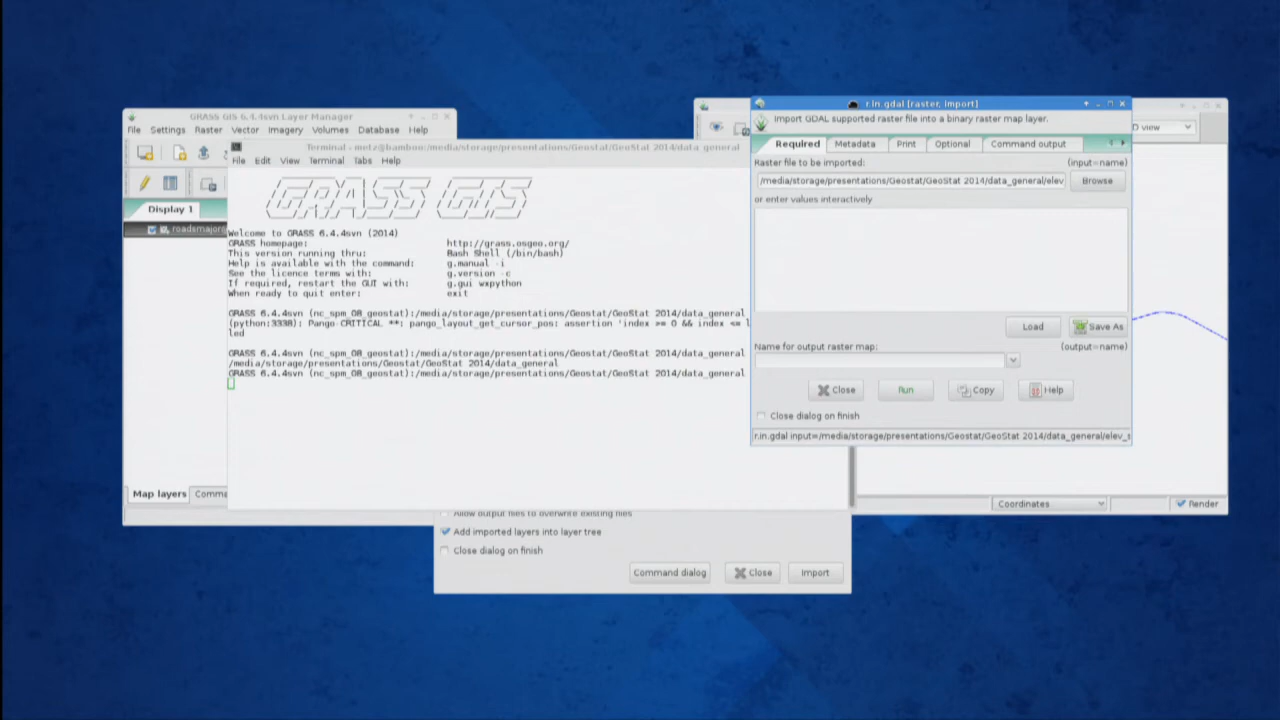 GRASS GIS 6.4.4svn Layer Manager
File Settings Raster Vector Imagery Volumes Database Help
Display 1
roadsmajor@
Map layers Comma
Terminal - metz@bamboo:/media/storage/presentations/Geostat/GeoStat 2014/data_general
File Edit View Terminal Tabs Help
GRASS GIS
Welcome to GRASS 6.4.4svn (2014)
GRASS homepage: http://grass.osgeo.org/
This version running thru: Bash Shell (/bin/bash)
Help is available with the command: g.manual -i
See the licence terms with: g.version -c
If required, restart the GUI with: g.gui wxpython
When ready to quit enter: exit
GRASS 6.4.4svn (nc_spm_08_geostat):/media/storage/presentations/Geostat/GeoStat 2014/data_general
(python:3338): Pango-CRITICAL **: pango_layout_get_cursor_pos: assertion 'index >= 0 && index <= l
led
GRASS 6.4.4svn (nc_spm_08_geostat):/media/storage/presentations/Geostat/GeoStat 2014/data_general
/media/storage/presentations/Geostat/GeoStat 2014/data_general
GRASS 6.4.4svn (nc_spm_08_geostat):/media/storage/presentations/Geostat/GeoStat 2014/data_general
Allow output files to overwrite existing files
Add imported layers into layer tree
Close dialog on finish
Command dialog Close Import
r.in.gdal [raster, import]
Import GDAL supported raster file into a binary raster map layer.
Required Metadata Print Optional Command output
Raster file to be imported: (input=name)
/media/storage/presentations/Geostat/GeoStat 2014/data_general/elev Browse
or enter values interactively
Load Save As
Name for output raster map: (output=name)
Close Run Copy Help
Close dialog on finish
r.in.gdal input=/media/storage/presentations/Geostat/GeoStat 2014/data_general/elev_s
D view
Coordinates Render